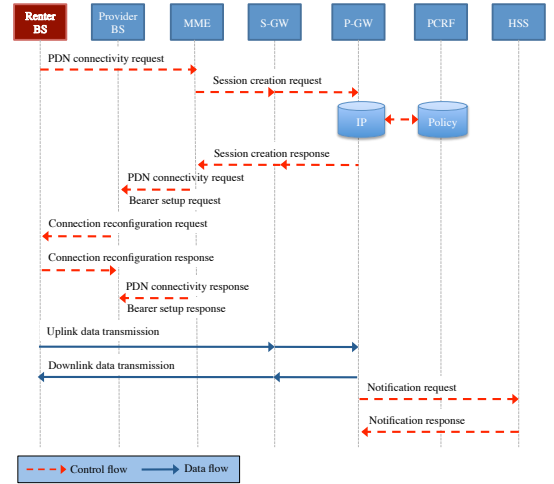 Renter BS
Provider BS
MME
S-GW
P-GW
PCRF
HSS
PDN connectivity request
Session creation request
IP
Policy
Session creation response
PDN connectivity request
Bearer setup request
Connection reconfiguration request
Connection reconfiguration response
PDN connectivity response
Bearer setup response
Uplink data transmission
Downlink data transmission
Notification request
Notification response
Control flow
Data flow